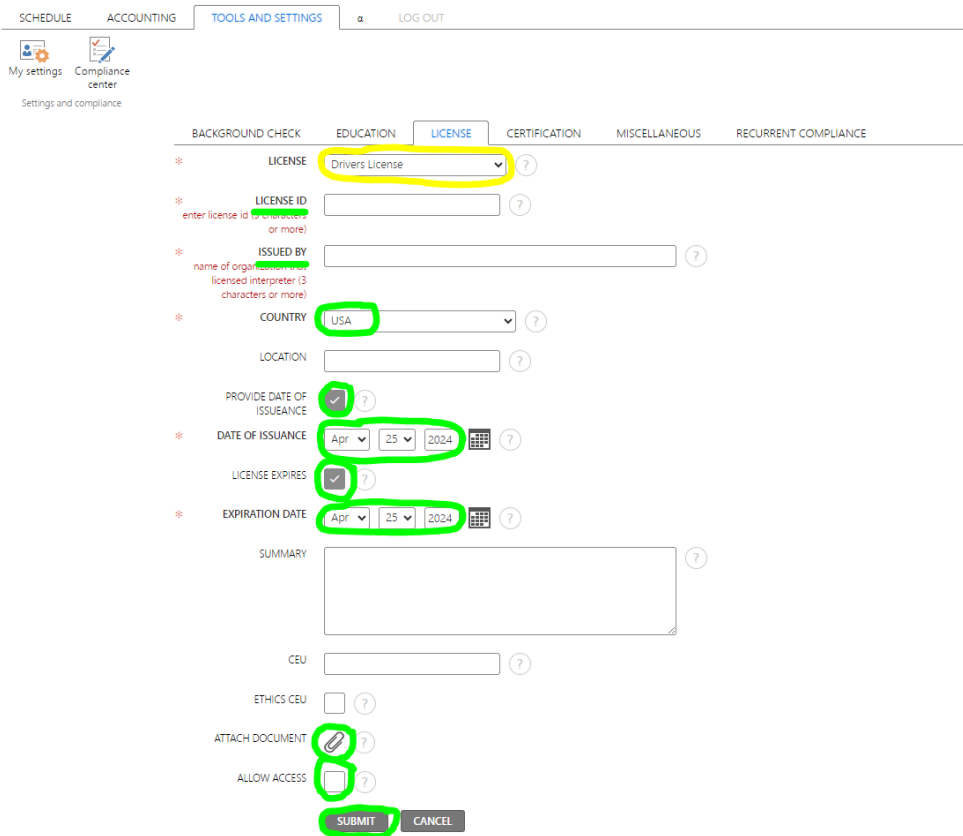 SCHEDULE ACCOUNTING TOOLS AND SETTINGS α LOG OUT
My settings Compliance center
Settings and compliance
BACKGROUND CHECK EDUCATION LICENSE CERTIFICATION MISCELLANEOUS RECURRENT COMPLIANCE
* LICENSE Drivers License ?
* LICENSE ID ?
enter license id (3 characters
or more)
* ISSUED BY ?
name of organization that
licensed interpreter (3
characters or more)
* COUNTRY USA ?
LOCATION ?
PROVIDE DATE OF ?
ISSUEANCE
* DATE OF ISSUANCE Apr 25 2024 ?
LICENSE EXPIRES ?
* EXPIRATION DATE Apr 25 2024 ?
SUMMARY ?
CEU ?
ETHICS CEU ?
ATTACH DOCUMENT ?
ALLOW ACCESS ?
SUBMIT CANCEL